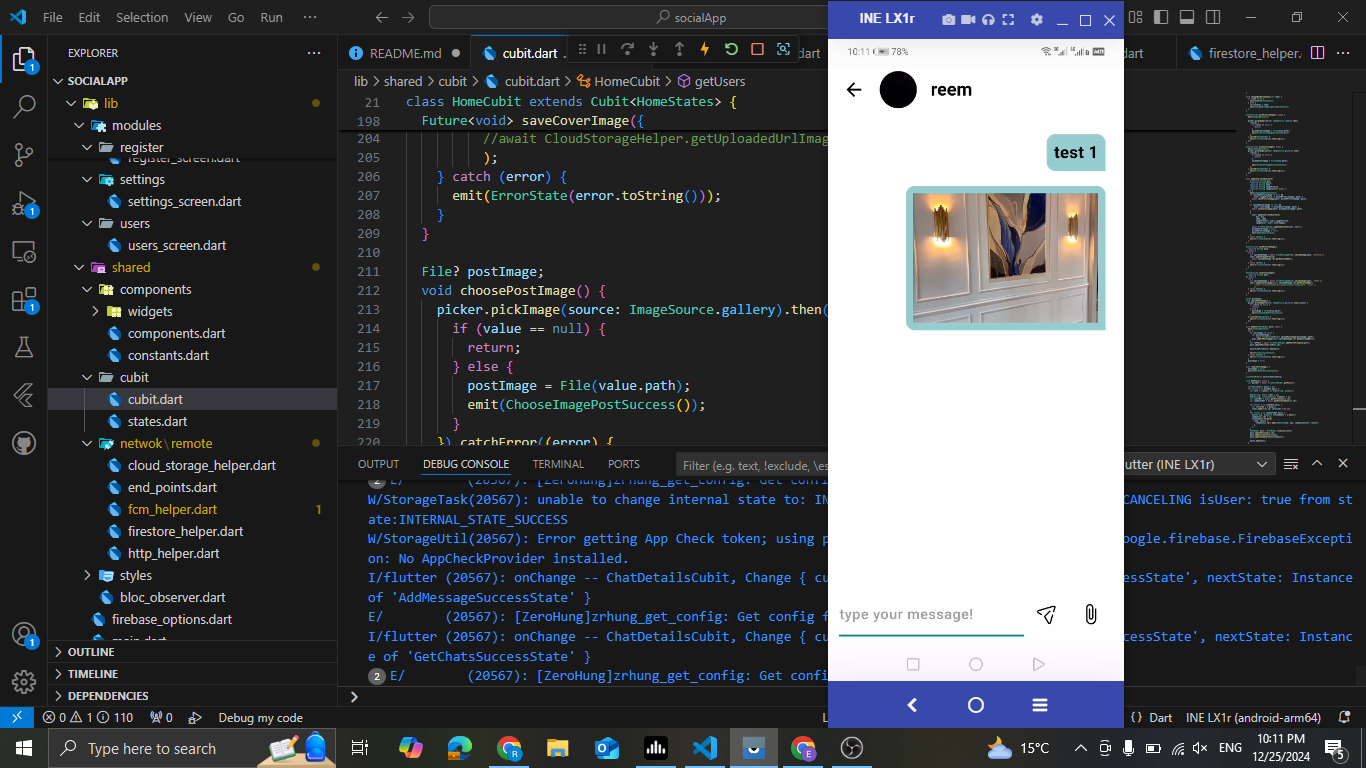 File Edit Selection View Go Run ··· socialApp
INE LX1r
EXPLORER
SOCIALAPP
lib
modules
register
register_screen.dart
settings
settings_screen.dart
users
users_screen.dart
shared
components
widgets
components.dart
constants.dart
cubit
cubit.dart
states.dart
netwok\remote
cloud_storage_helper.dart
end_points.dart
fcm_helper.dart 1
firestore_helper.dart
http_helper.dart
styles
bloc_observer.dart
firebase_options.dart
main.dart
OUTLINE
TIMELINE
DEPENDENCIES
README.md cubit.dart dart dart firestore_helper.
lib > shared > cubit > cubit.dart > HomeCubit > getUsers
21 class HomeCubit extends Cubit<HomeStates> {
198 Future<void> saveCoverImage({
204 //await CloudStorageHelper.getUploadedUrlImag
205 );
206 } catch (error) {
207 emit(ErrorState(error.toString()));
208 }
209 }
210
211 File? postImage;
212 void choosePostImage() {
213 picker.pickImage(source: ImageSource.gallery).then(
214 if (value == null) {
215 return;
216 } else {
217 postImage = File(value.path);
218 emit(ChooseImagePostSuccess());
219 }
220 }).catchError((error) {
10:11 78%
reem
test 1
type your message!
OUTPUT DEBUG CONSOLE TERMINAL PORTS Filter (e.g. text, !exclude, \es utter (INE LX1r)
2 E/ (20567): [ZeroHung]zrhung_get_config: Get con
W/StorageTask(20567): unable to change internal state to: IN CANCELING isUser: true from st
ate:INTERNAL_STATE_SUCCESS
W/StorageUtil(20567): Error getting App Check token; using p oogle.firebase.FirebaseExcepti
on: No AppCheckProvider installed.
I/flutter (20567): onChange -- ChatDetailsCubit, Change { cu cessState', nextState: Instance
of 'AddMessageSuccessState' }
E/ (20567): [ZeroHung]zrhung_get_config: Get config f
I/flutter (20567): onChange -- ChatDetailsCubit, Change { cu essState', nextState: Instanc
e of 'GetChatsSuccessState' }
2 E/ (20567): [ZeroHung]zrhung_get_config: Get confi
0 1 110 0 Debug my code {} Dart INE LX1r (android-arm64)
Type here to search
15°C ENG 10:11 PM
12/25/2024 5